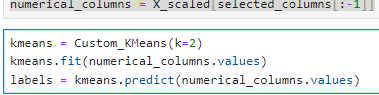 numerical_columns = X_scaled[selected_columns[:-1]]
kmeans = Custom_KMeans(k=2)
kmeans.fit(numerical_columns.values)
labels = kmeans.predict(numerical_columns.values)